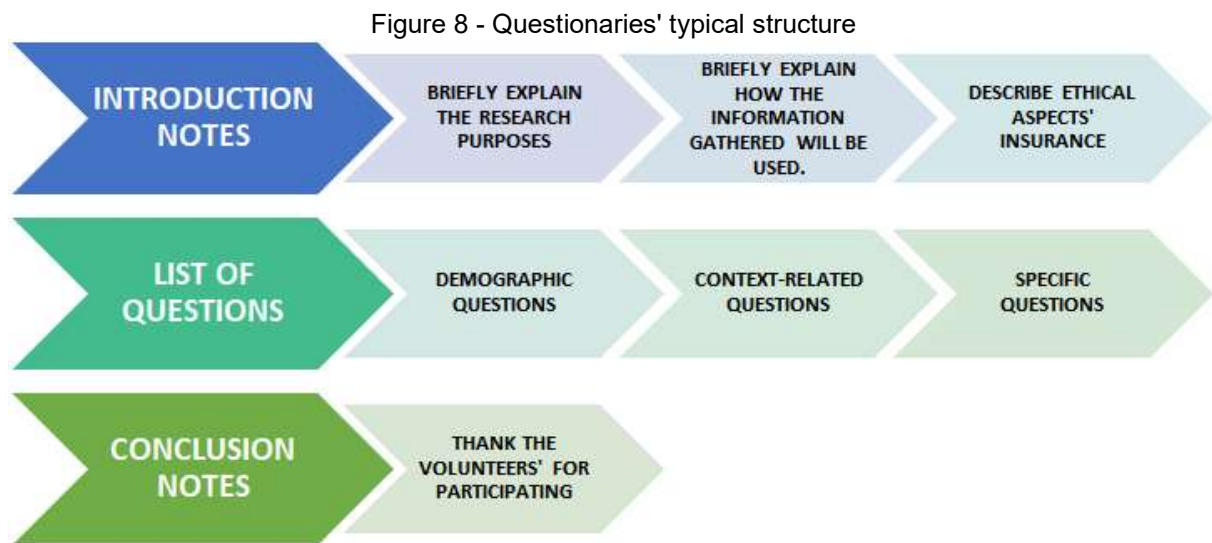 Figure 8 - Questionaries' typical structure
INTRODUCTION
NOTES
BRIEFLY EXPLAIN
THE RESEARCH
PURPOSES
BRIEFLY EXPLAIN
HOW THE
INFORMATION
GATHERED WILL BE
USED.
DESCRIBE ETHICAL
ASPECTS'
INSURANCE
LIST OF
QUESTIONS
DEMOGRAPHIC
QUESTIONS
CONTEXT-RELATED
QUESTIONS
SPECIFIC
QUESTIONS
CONCLUSION
NOTES
THANK THE
VOLUNTEERS' FOR
PARTICIPATING